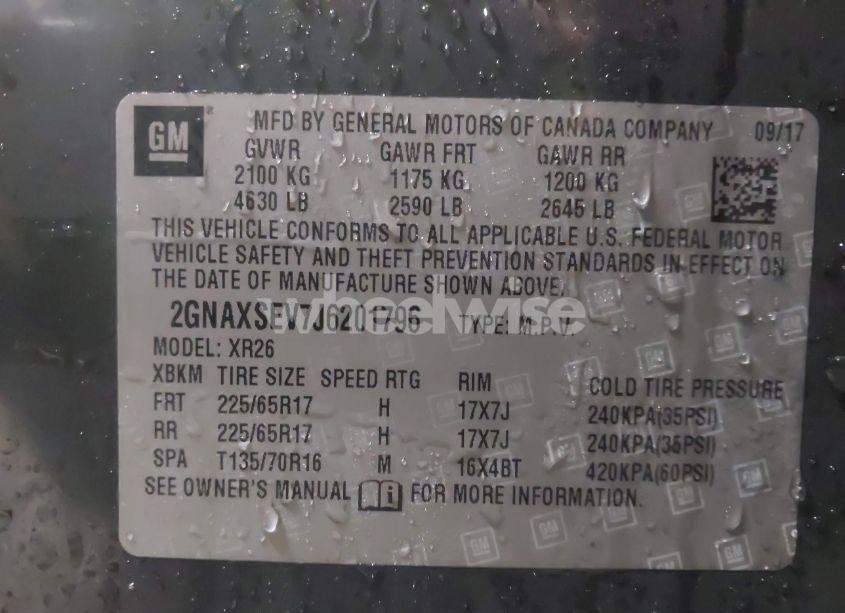 GM ® MFD BY GENERAL MOTORS OF CANADA COMPANY 09/17
GVWR GAWR FRT GAWR RR
2100 KG 1175 KG 1200 KG
4630 LB 2590 LB 2645 LB
THIS VEHICLE CONFORMS TO ALL APPLICABLE U.S. FEDERAL MOTOR
VEHICLE SAFETY AND THEFT PREVENTION STANDARDS IN EFFECT ON
THE DATE OF MANUFACTURE SHOWN ABOVE.
wheelwise
2GNAXSEV7J6201796 TYPE: M.P.V.
MODEL: XR26
XBKM TIRE SIZE SPEED RTG RIM COLD TIRE PRESSURE
FRT 225/65R17 H 17X7J 240KPA(35PSI)
RR 225/65R17 H 17X7J 240KPA(35PSI)
SPA T135/70R16 M 16X4BT 420KPA(60PSI)
SEE OWNER'S MANUAL i FOR MORE INFORMATION.